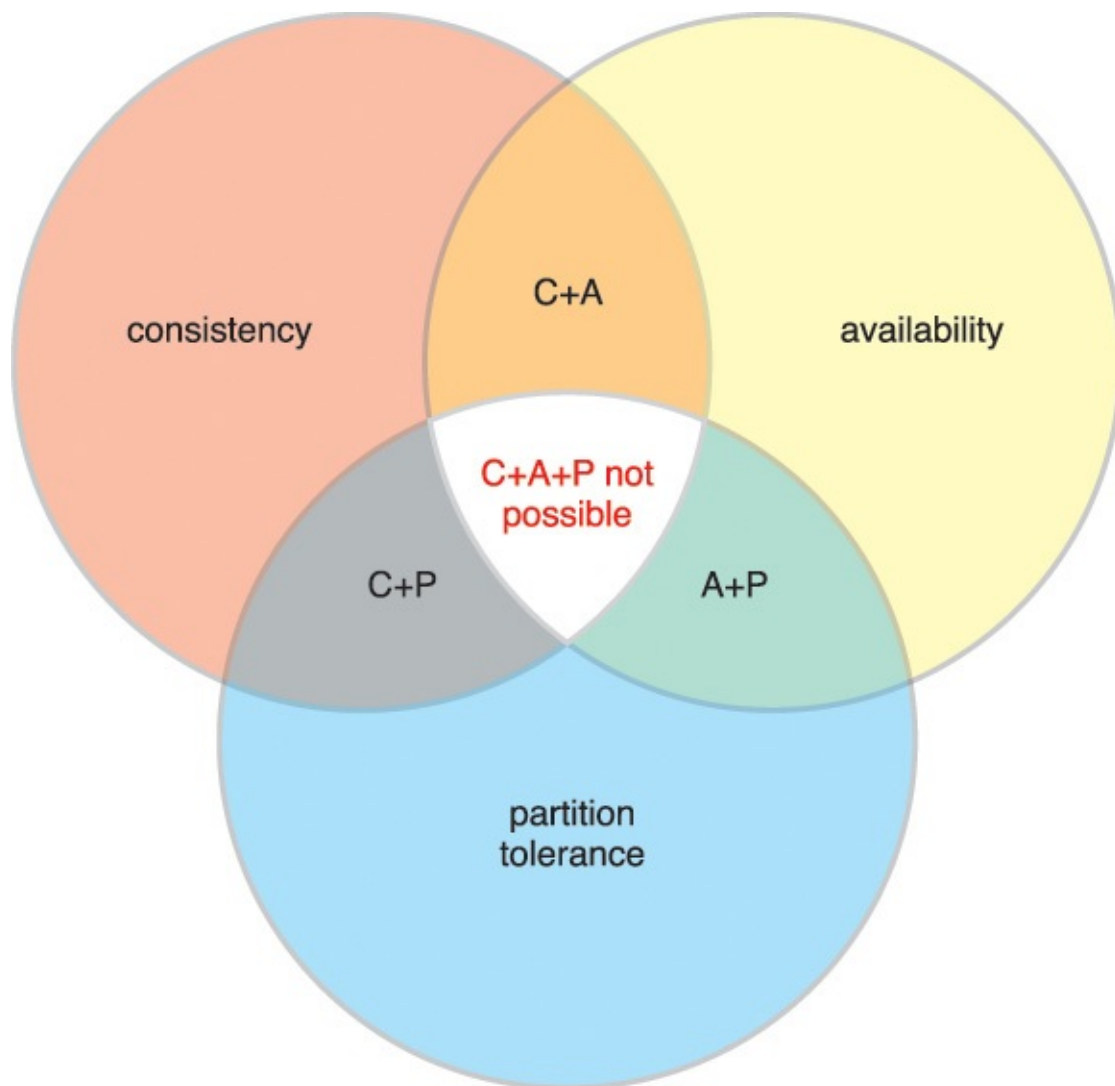 C+A
consistency
availability
C+A+P not
possible
C+P
A+P
partition
tolerance